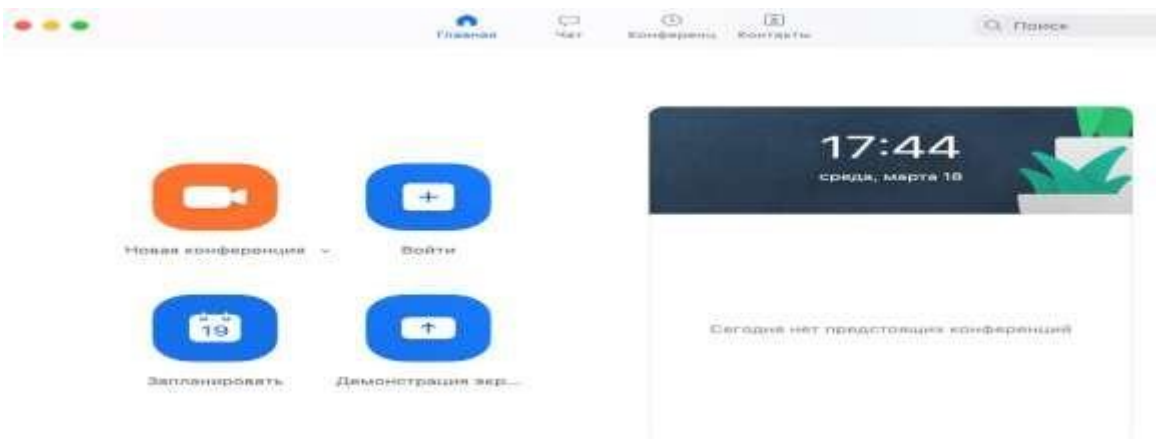 Главная
Чат
Конференц
Контакты
Поиск
17:44
среда, марта 18
Новая конференция
Войти
19
Запланировать
Демонстрация экр...
Сегодня нет предстоящих конференций